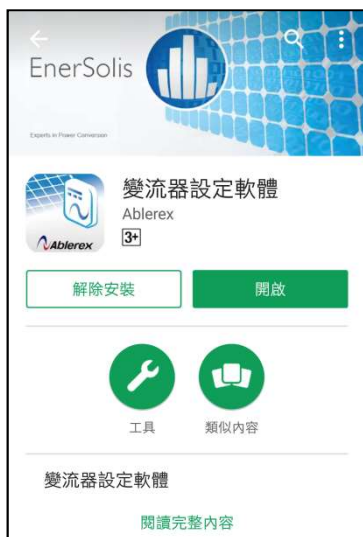 EnerSolis
Experts in Power Conversion
變流器設定軟體
Ablerex
3+
Ablerex
解除安裝
開啟
工具
類似內容
變流器設定軟體
閱讀完整內容